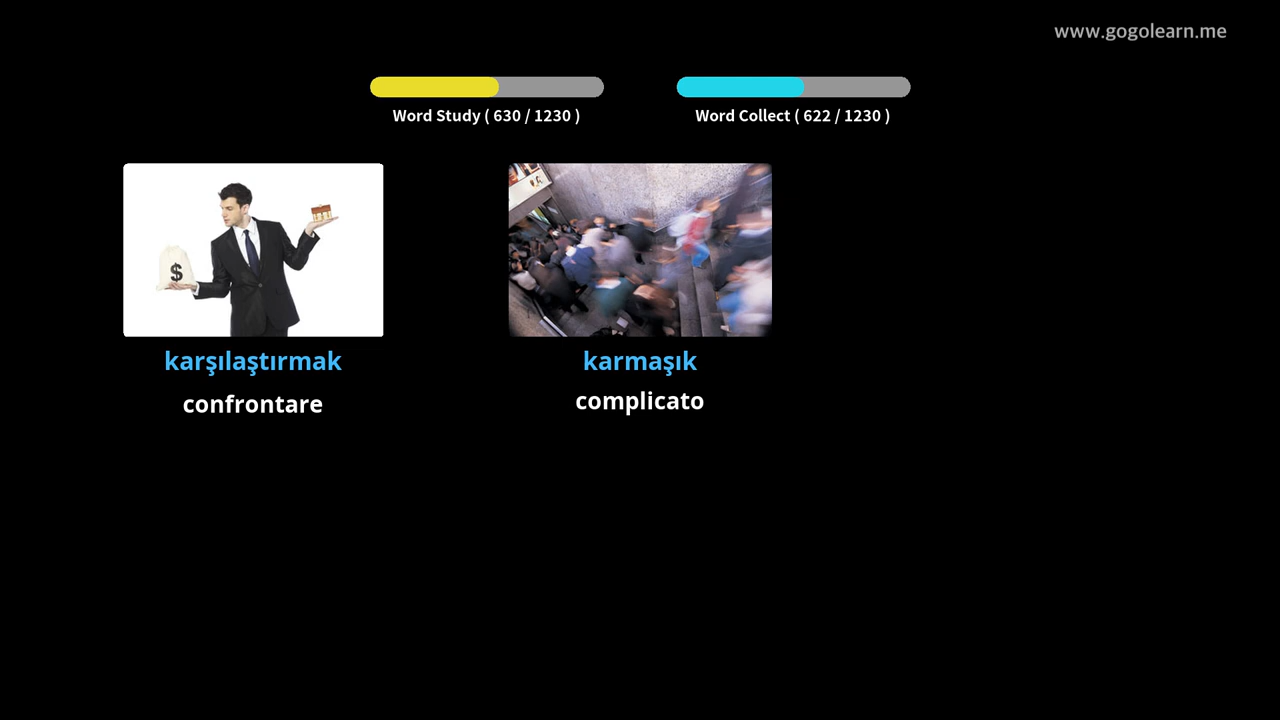 www.gogolearn.me
Word Study ( 630 / 1230 )
Word Collect ( 622 / 1230 )
$
karşılaştırmak
karmaşık
confrontare
complicato